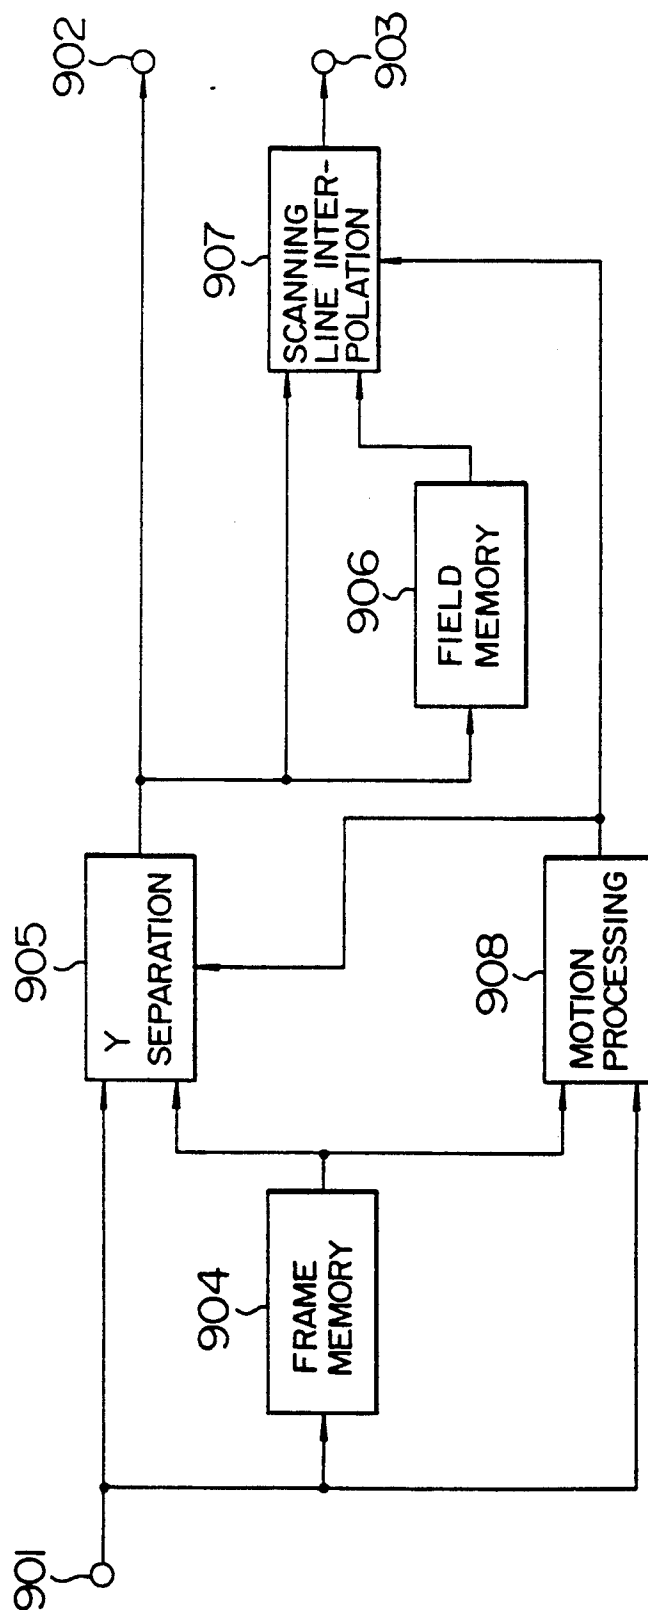 901
902
903
904
FRAME
MEMORY
905
Y
SEPARATION
906
FIELD
MEMORY
907
SCANNING
LINE INTER-
POLATION
908
MOTION
PROCESSING